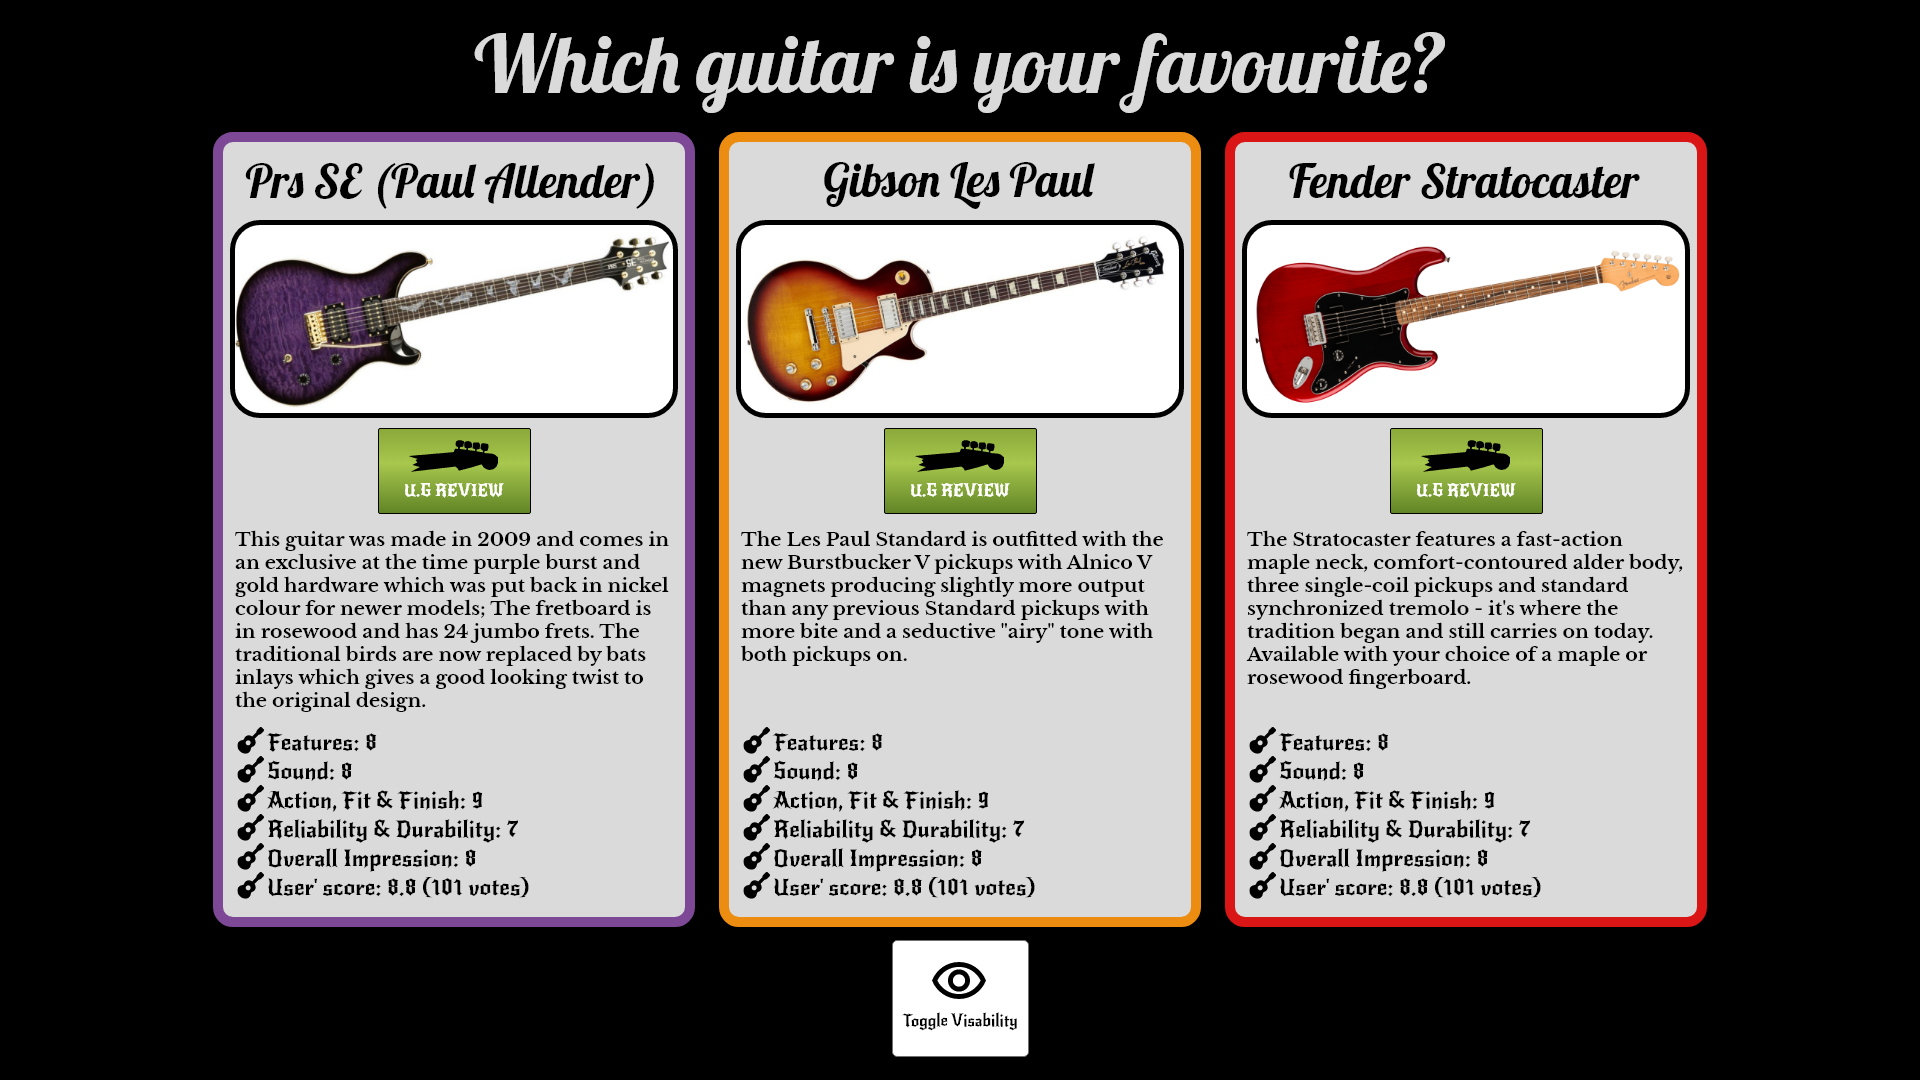 Which guitar is your favourite?
Prs SE (Paul Allender)
U.G REVIEW
This guitar was made in 2009 and comes in
an exclusive at the time purple burst and
gold hardware which was put back in nickel
colour for newer models; The fretboard is
in rosewood and has 24 jumbo frets. The
traditional birds are now replaced by bats
inlays which gives a good looking twist to
the original design.
Features: 8
Sound: 8
Action, Fit & Finish: 9
Reliability & Durability: 7
Overall Impression: 8
User' score: 8.8 (101 votes)
Gibson Les Paul
U.G REVIEW
The Les Paul Standard is outfitted with the
new Burstbucker V pickups with Alnico V
magnets producing slightly more output
than any previous Standard pickups with
more bite and a seductive "airy" tone with
both pickups on.
Features: 8
Sound: 8
Action, Fit & Finish: 9
Reliability & Durability: 7
Overall Impression: 8
User' score: 8.8 (101 votes)
Fender Stratocaster
U.G REVIEW
The Stratocaster features a fast-action
maple neck, comfort-contoured alder body,
three single-coil pickups and standard
synchronized tremolo - it's where the
tradition began and still carries on today.
Available with your choice of a maple or
rosewood fingerboard.
Features: 8
Sound: 8
Action, Fit & Finish: 9
Reliability & Durability: 7
Overall Impression: 8
User' score: 8.8 (101 votes)
Toggle Visability